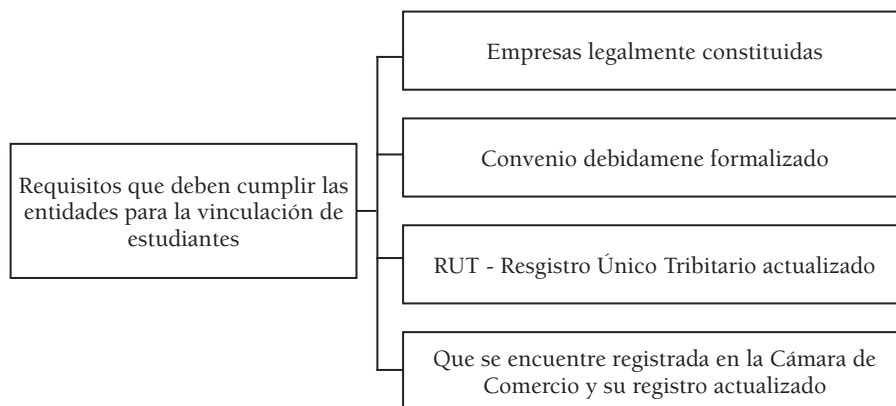 Empresas legalmente constituidas
Convenio debidamene formalizado
Requisitos que deben cumplir las
entidades para la vinculación de
estudiantes
RUT - Resgistro Único Tribitario actualizado
Que se encuentre registrada en la Cámara de
Comercio y su registro actualizado